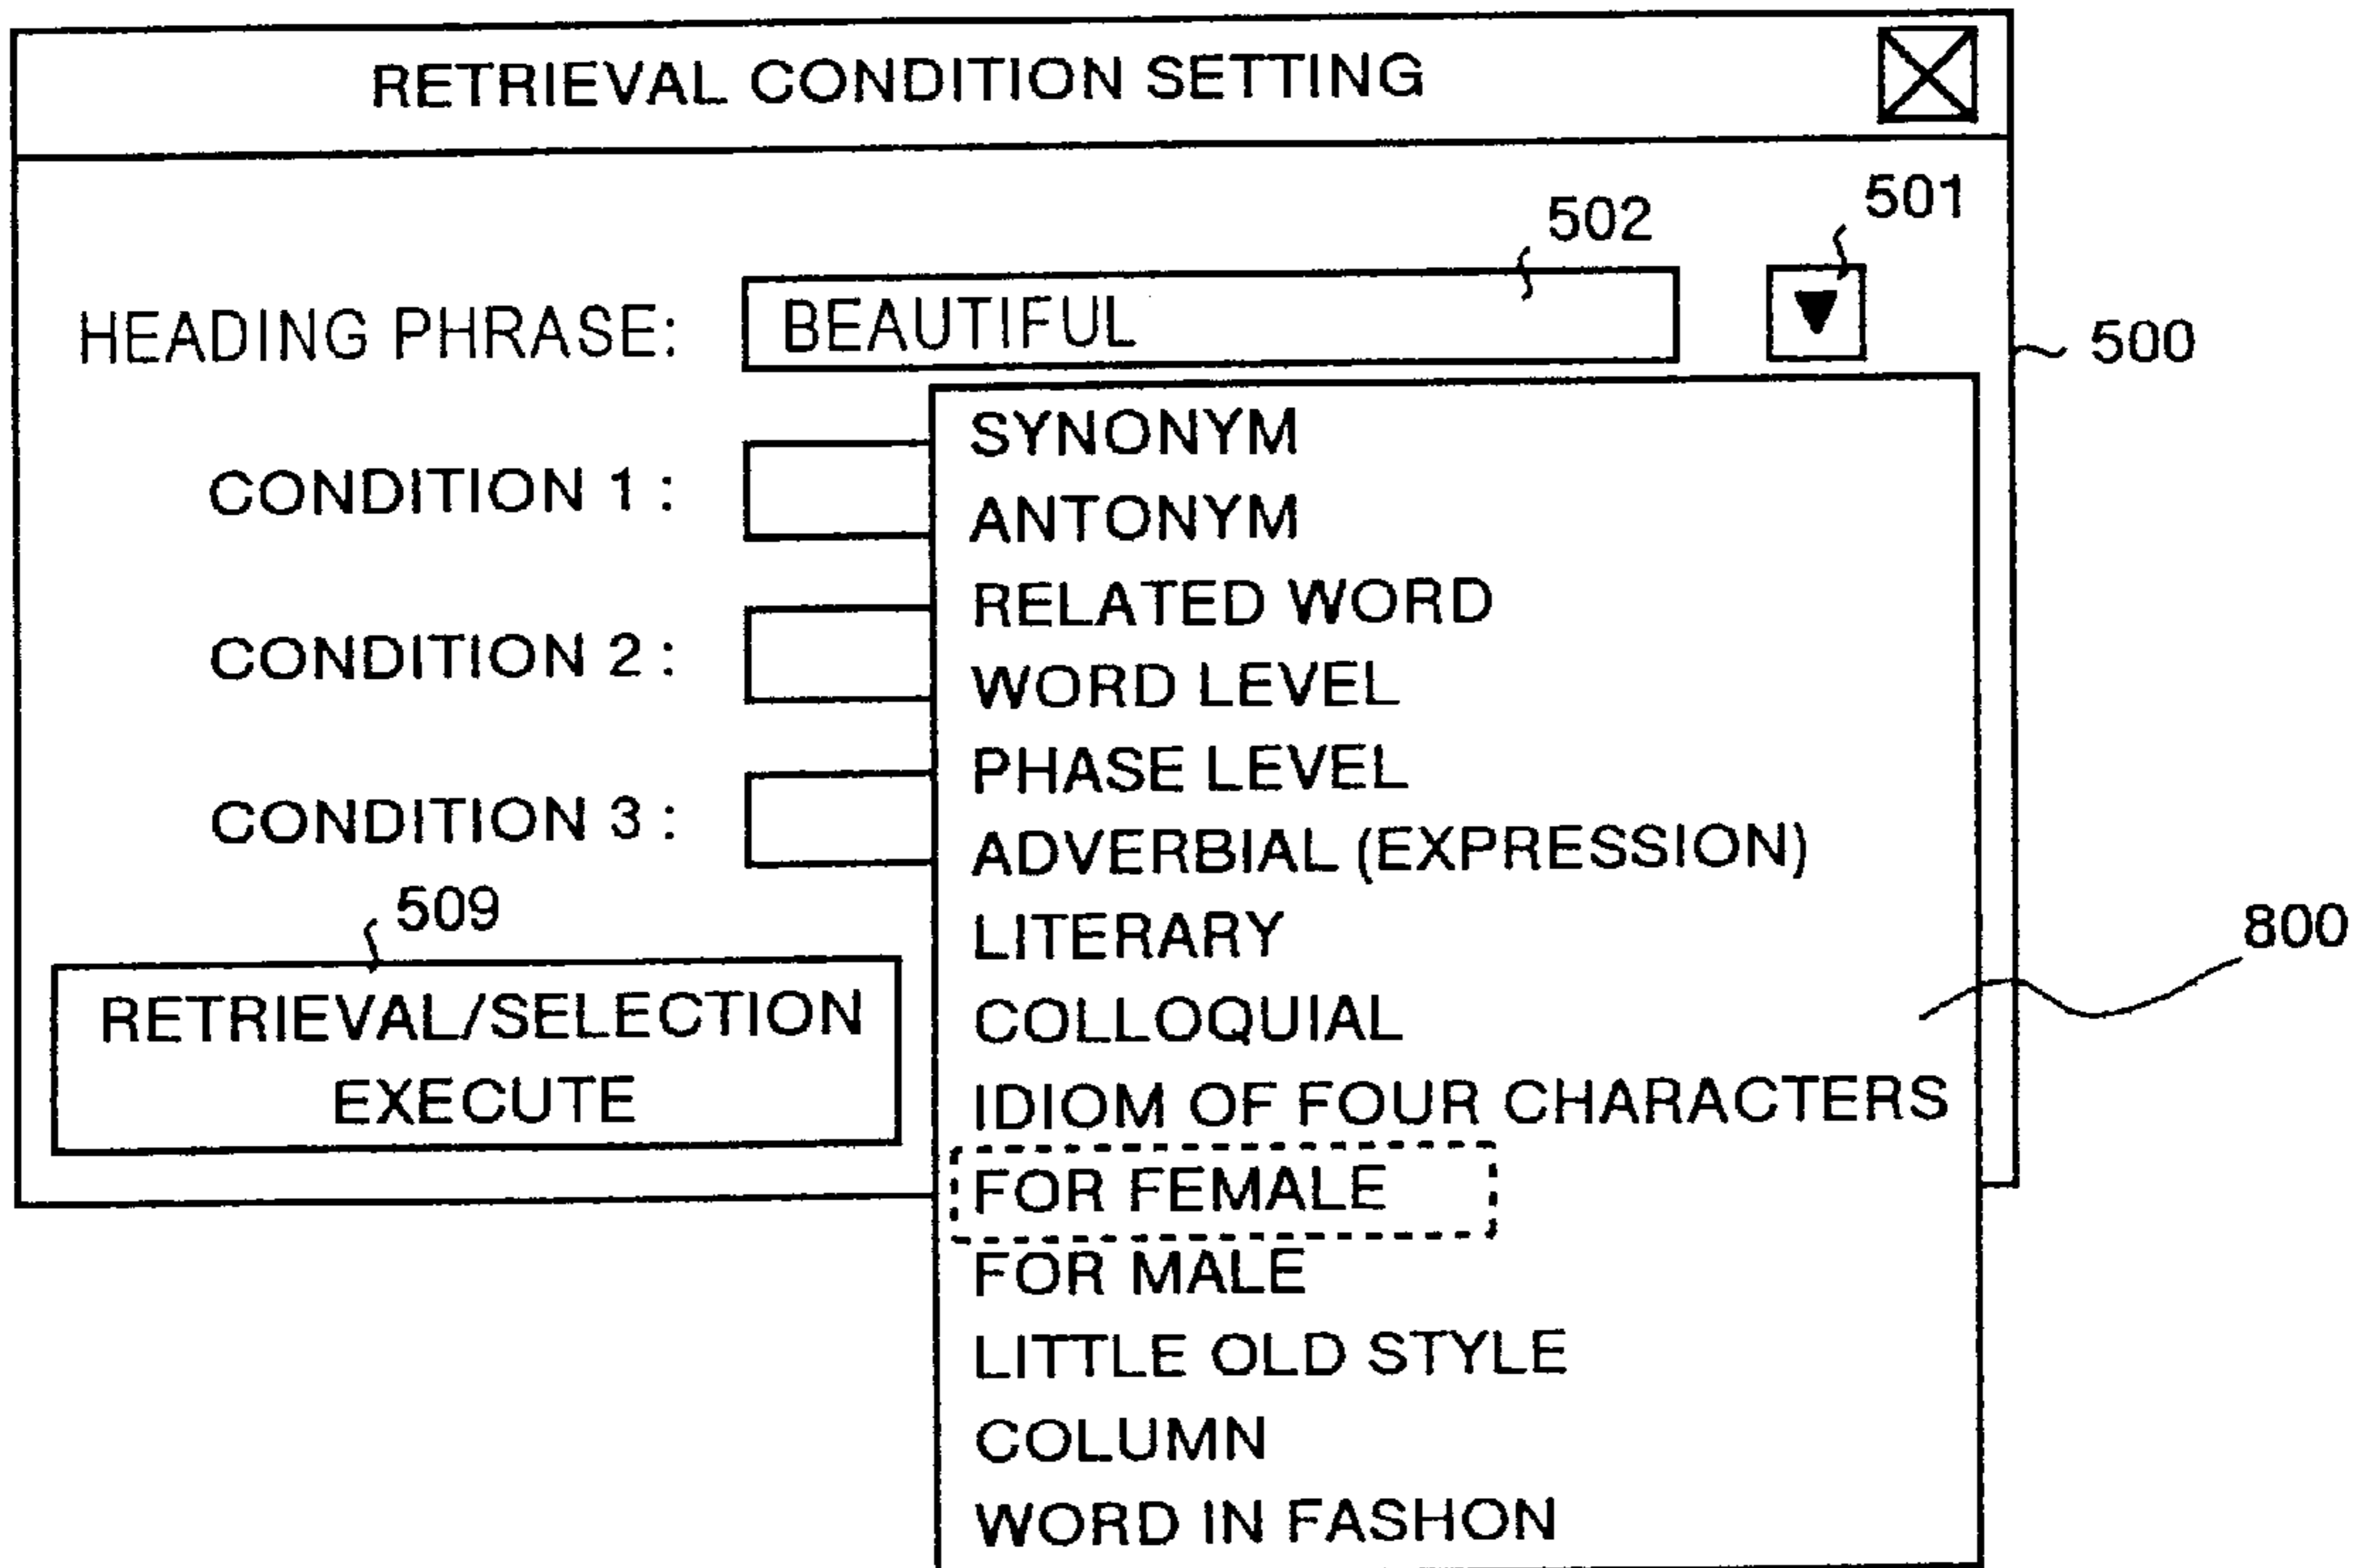 RETRIEVAL CONDITION SETTING
501
502
HEADING PHRASE: BEAUTIFUL
500
SYNONYM
CONDITION 1 :
ANTONYM
RELATED WORD
CONDITION 2 :
WORD LEVEL
PHASE LEVEL
CONDITION 3 :
ADVERBIAL (EXPRESSION)
509
LITERARY
800
RETRIEVAL/SELECTION
EXECUTE
COLLOQUIAL
IDIOM OF FOUR CHARACTERS
FOR FEMALE
FOR MALE
LITTLE OLD STYLE
COLUMN
WORD IN FASHON